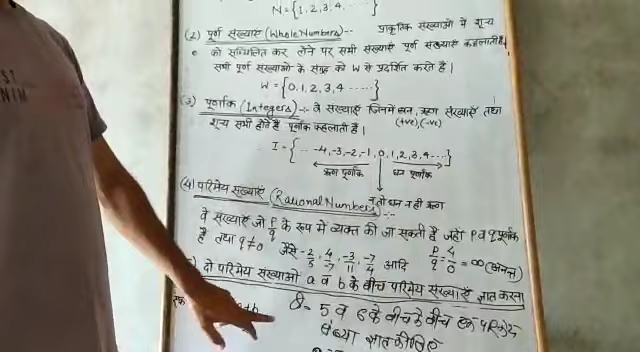 N={1,2,3,4.....}
(2) पूर्ण संख्याएँ (Whole Numbers):- प्राकृतिक संख्याओं में शून्य
को सम्मिलित कर लेने पर सभी संख्याएँ पूर्ण संख्याएँ कहलाती हैं।
सभी पूर्ण संख्याओं के समूह को W से प्रदर्शित करते हैं।
W={0,1,2,3,4 ......}
(3) पूर्णांक (Integers):- वे संख्याएँ जिनमें धन, ऋण संख्याएँ तथा
(+ve),(-ve)
शून्य सभी होते हैं पूर्णांक कहलाती हैं।
I={... -4,-3,-2,-1,0,1,2,3,4....}
ऋण पूर्णांक धन पूर्णांक
न तो धन न ही ऋण
(4) परिमेय संख्याएँ (Rational Numbers):-
वे संख्याएँ जो p/q के रूप में व्यक्त की जा सकती हैं जहाँ p व q पूर्णांक
हैं तथा q≠0 जैसे -2/5, 4/-7, -3/11, -7/4 आदि p/q=4/0=∞(अनन्त)
दो परिमेय संख्याओं a व b के बीच परिमेय संख्याएँ ज्ञात करना
+b
5 व 6 के बीच के बीच एक परिमेय
संख्या ज्ञात कीजिए